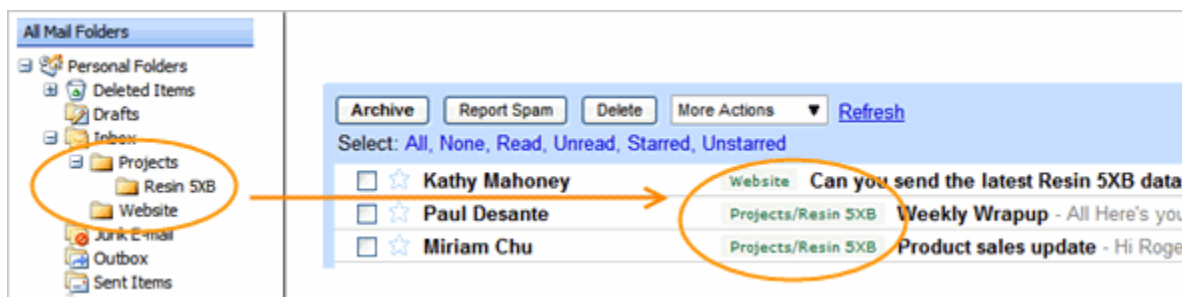 All Mail Folders
Personal Folders
Deleted Items
Drafts
Inbox
Projects
Resin 5XB
Website
Junk E-mail
Outbox
Sent Items
Archive Report Spam Delete More Actions Refresh
Select: All, None, Read, Unread, Starred, Unstarred
Kathy Mahoney Website Can you send the latest Resin 5XB data
Paul Desante Projects/Resin 5XB Weekly Wrapup - All Here's you
Miriam Chu Projects/Resin 5XB Product sales update - Hi Roge